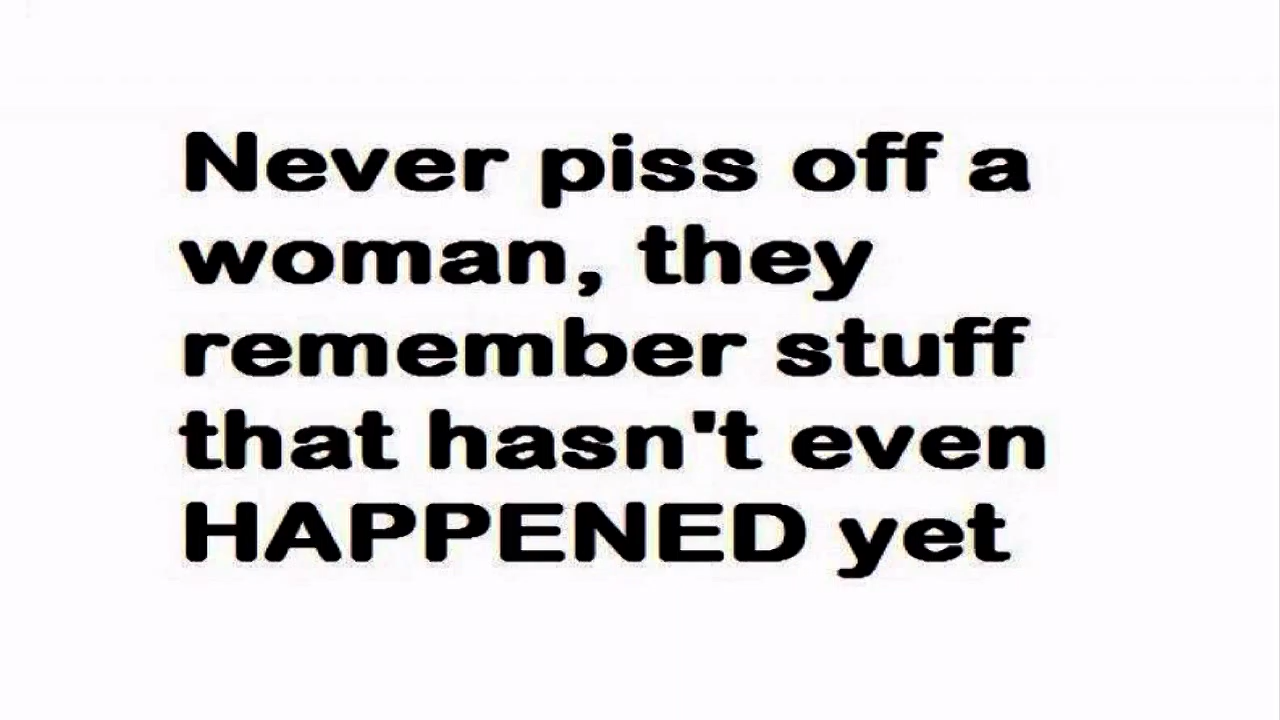 Never piss off a
woman, they
remember stuff
that hasn't even
HAPPENED yet